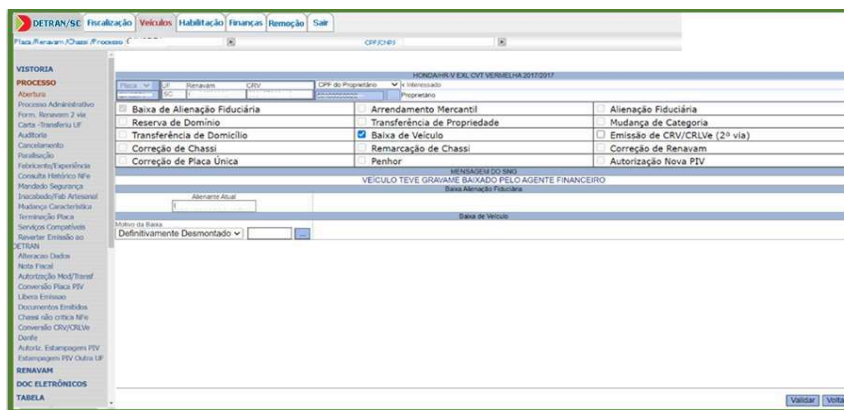 DETRAN/SC Fiscalização Veículos Habilitação Finanças Remoção Sair
Placa/Renavam/Chassi/Processo CPF/CNPJ
VISTORIA
PROCESSO
Abertura
Processo Administrativo
Form. Renavam 2 via
Carta -Transferiu UF
Auditoria
Cancelamento
Paralisação
Fabricante/Experiência
Consulta Histórico NFe
Mandado Segurança
Inacabado/Fab Artesanal
Mudança Característica
Terminação Placa
Serviços Compatíveis
Reverter Emissão no
DETRAN
Alteracao Dados
Nota Fiscal
Autorização Mod/Transf
Conversão Placa PIV
Libera Emissao
Documentos Emitidos
Chassi não critica NFe
Conversão CRV/CRLVe
Danfe
Autoriz. Estampagem PIV
Estampagem PIV Outra UF
RENAVAM
DOC ELETRÔNICOS
TABELA
HONDA/HR-V EXL CVT VERMELHA 2017/2017
Placa UF Renavam CRV CPF do Proprietário + Interessado
SC Proprietário
Baixa de Alienação Fiduciária Arrendamento Mercantil Alienação Fiduciária
Reserva de Domínio Transferência de Propriedade Mudança de Categoria
Transferência de Domicílio Baixa de Veículo Emissão de CRV/CRLVe (2ª via)
Correção de Chassi Remarcação de Chassi Correção de Renavam
Correção de Placa Única Penhor Autorização Nova PIV
MENSAGEM DO SNG
VEÍCULO TEVE GRAVAME BAIXADO PELO AGENTE FINANCEIRO
Baixa Alienação Fiduciária
Alienante Atual
Baixa de Veículo
Motivo da Baixa
Definitivamente Desmontado ...
Validar Volta